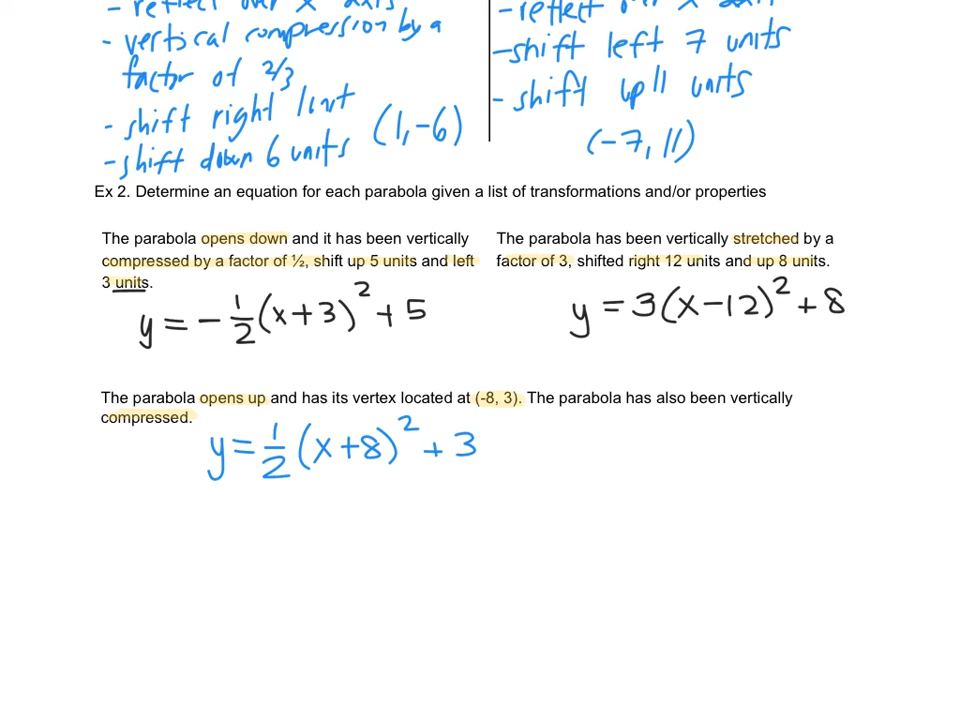 - reflect over x axis
- vertical compression by a
factor of 2/3
- shift right 1 unit
- shift down 6 units (1, -6)
- reflect over x axis
- shift left 7 units
- shift up 11 units
(-7, 11)
Ex 2. Determine an equation for each parabola given a list of transformations and/or properties
The parabola opens down and it has been vertically
compressed by a factor of ½, shift up 5 units and left
3 units.
y = -1/2(x+3)² + 5
The parabola has been vertically stretched by a
factor of 3, shifted right 12 units and up 8 units.
y = 3(x-12)² + 8
The parabola opens up and has its vertex located at (-8, 3). The parabola has also been vertically
compressed.
y = 1/2(x+8)² + 3